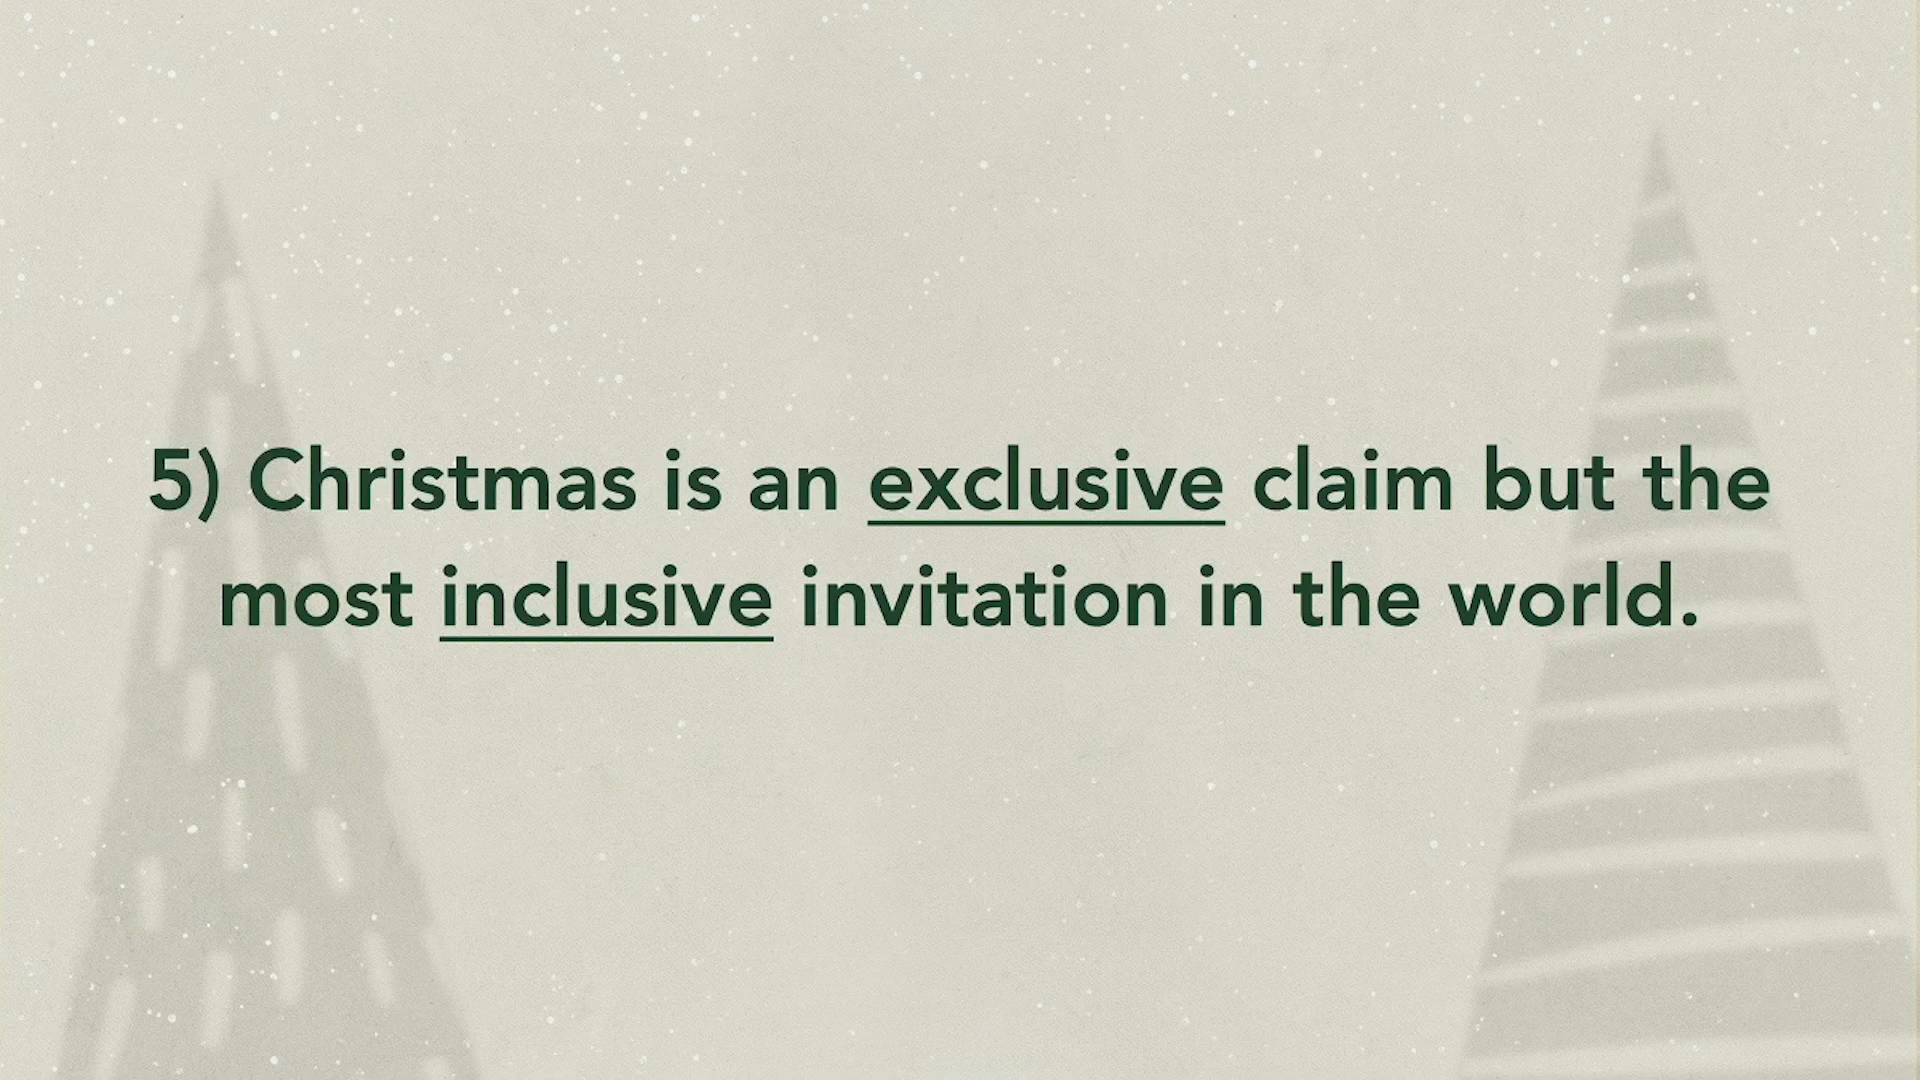 5) Christmas is an exclusive claim but the
most inclusive invitation in the world.